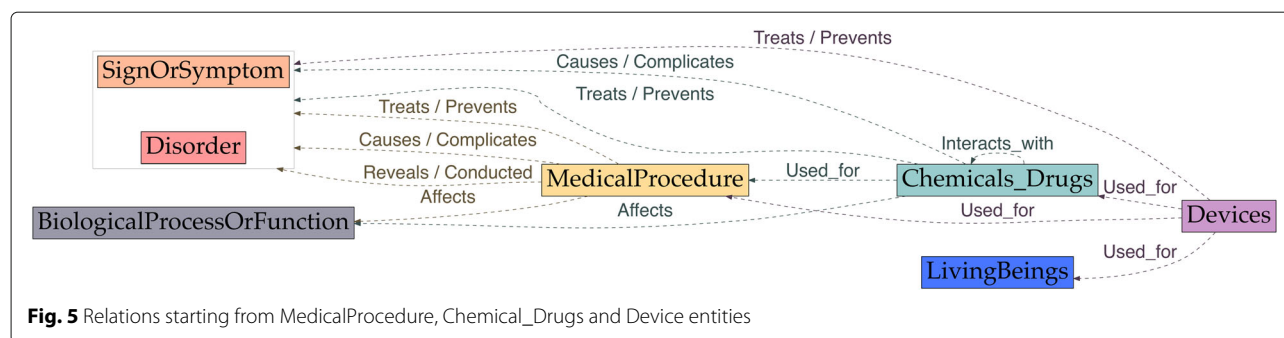 Treats / Prevents
SignOrSymptom
Causes / Complicates
Treats / Prevents
Treats / Prevents
Disorder
Causes / Complicates
Interacts_with
Reveals / Conducted
MedicalProcedure
Used_for
Chemicals_Drugs
Used_for
Affects
BiologicalProcessOrFunction
Affects
Used_for
Devices
Used_for
LivingBeings
Fig. 5 Relations starting from MedicalProcedure, Chemical_Drugs and Device entities